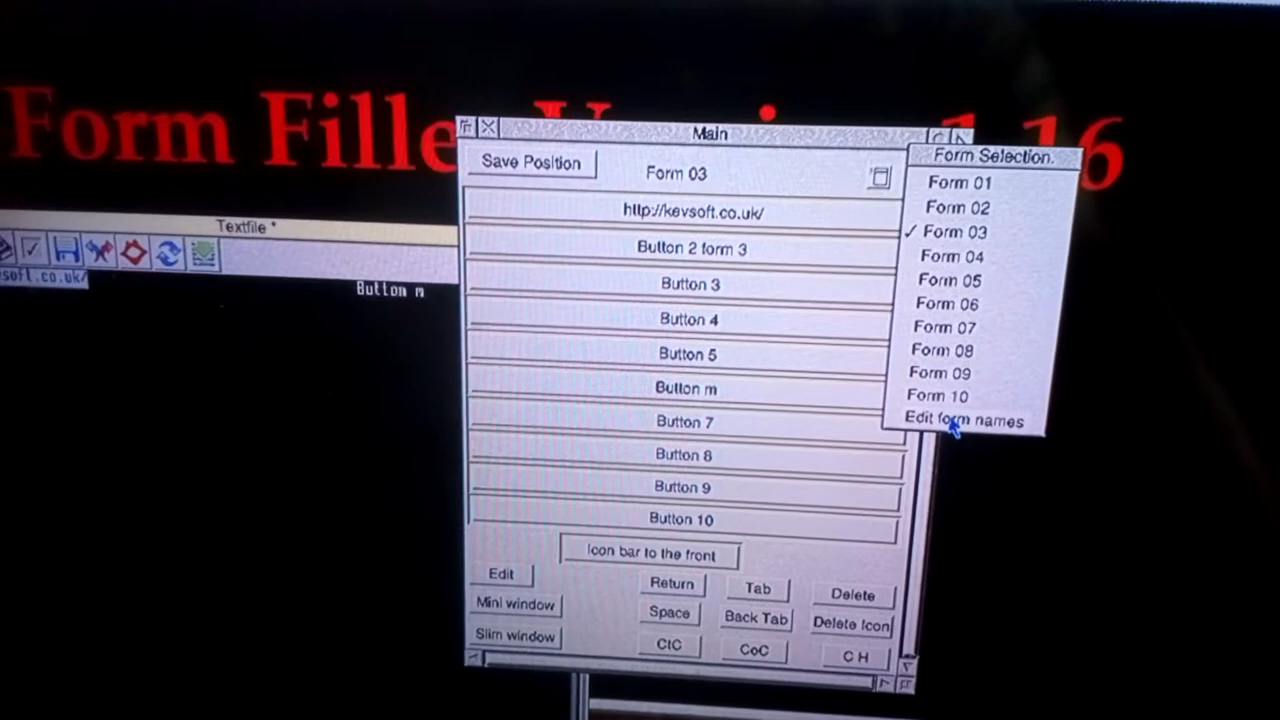 Form Fille
1.16
Main
Save Position
Form 03
http://kevsoft.co.uk/
Button 2 form 3
Button 3
Button 4
Button 5
Button m
Button 7
Button 8
Button 9
Button 10
Icon bar to the front
Edit
Return
Tab
Delete
Mini window
Space
Back Tab
Delete Icon
Slim window
CtC
CoC
C H
Form Selection.
Form 01
Form 02
✓ Form 03
Form 04
Form 05
Form 06
Form 07
Form 08
Form 09
Form 10
Edit form names
Textfile *
soft.co.uk/
Button m